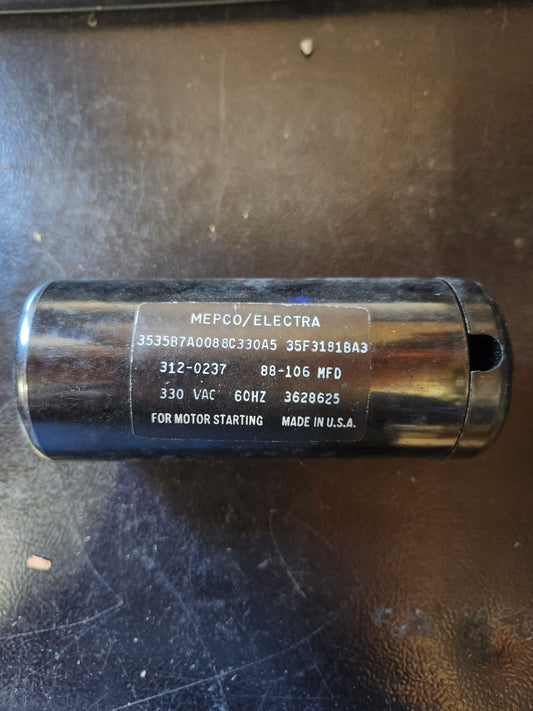 MEPCO/ELECTRA
3535B7A0088C330A5 35F3181BA3
312-0237 88-106 MFD
330 VAC 60HZ 3628625
FOR MOTOR STARTING MADE IN U.S.A.